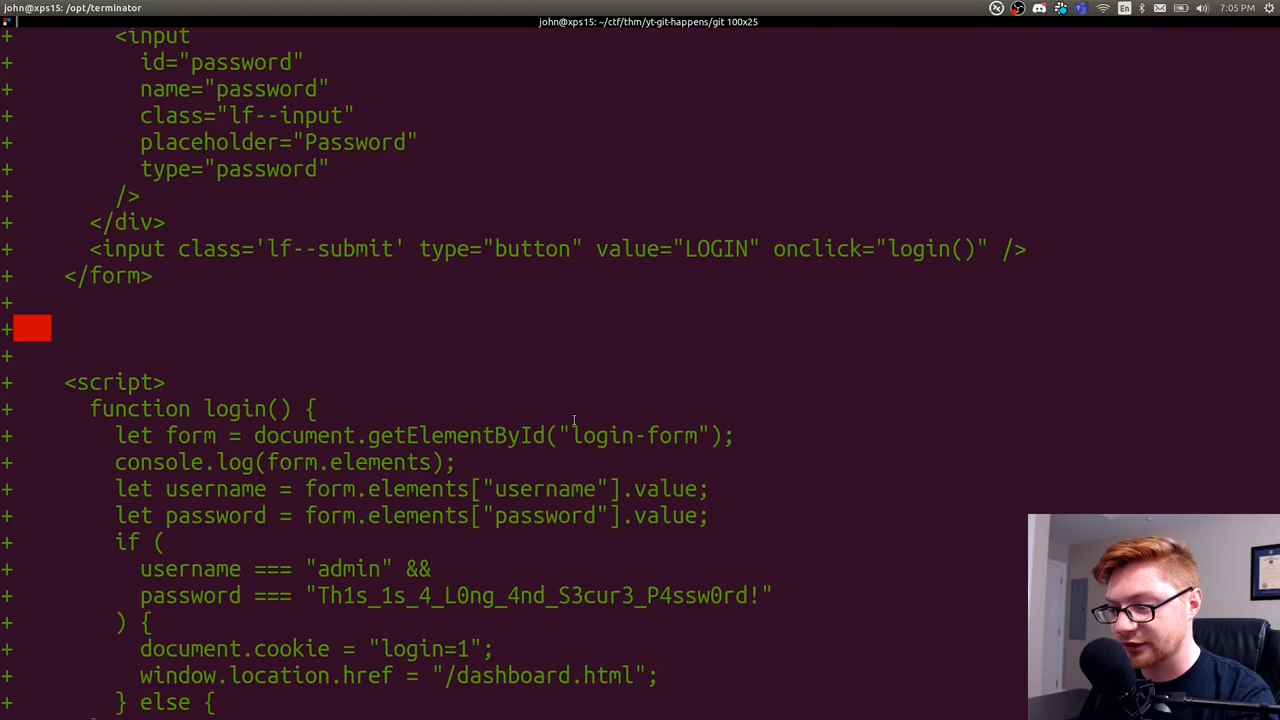 john@xps15: /opt/terminator
En
7:05 PM
john@xps15: ~/ctf/thm/yt-git-happens/git 100x25
+        <input
+          id="password"
+          name="password"
+          class="lf--input"
+          placeholder="Password"
+          type="password"
+        />
+      </div>
+      <input class='lf--submit' type="button" value="LOGIN" onclick="login()" />
+    </form>
+
+
+
+    <script>
+      function login() {
+        let form = document.getElementById("login-form");
+        console.log(form.elements);
+        let username = form.elements["username"].value;
+        let password = form.elements["password"].value;
+        if (
+          username === "admin" &&
+          password === "Th1s_1s_4_L0ng_4nd_S3cur3_P4ssw0rd!"
+        ) {
+          document.cookie = "login=1";
+          window.location.href = "/dashboard.html";
+        } else {